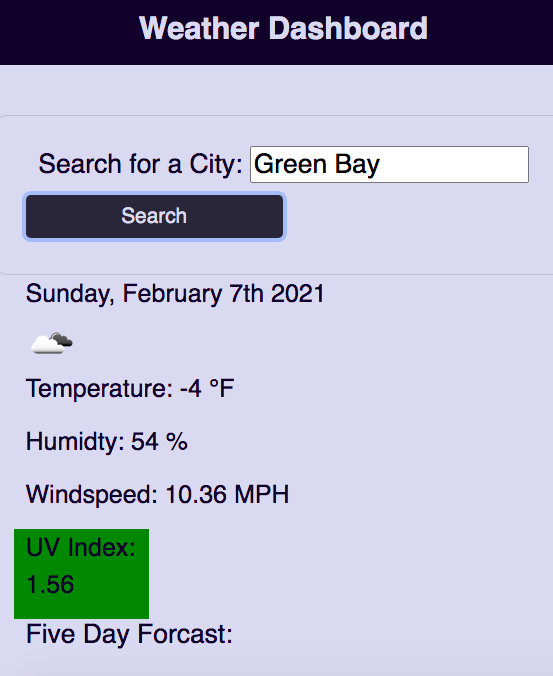 Weather Dashboard
Search for a City: Green Bay
Search
Sunday, February 7th 2021
Temperature: -4 °F
Humidty: 54 %
Windspeed: 10.36 MPH
UV Index:
1.56
Five Day Forcast: